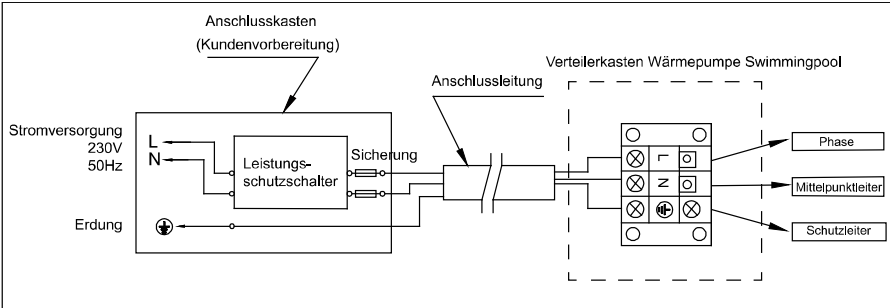 Anschlusskasten
(Kundenvorbereitung)
Verteilerkasten Wärmepumpe Swimmingpool
Anschlussleitung
Stromversorgung
230V
50Hz
L
N
Leistungs-
schutzschalter
Sicherung
Erdung
L
N
Phase
Mittelpunktleiter
Schutzleiter